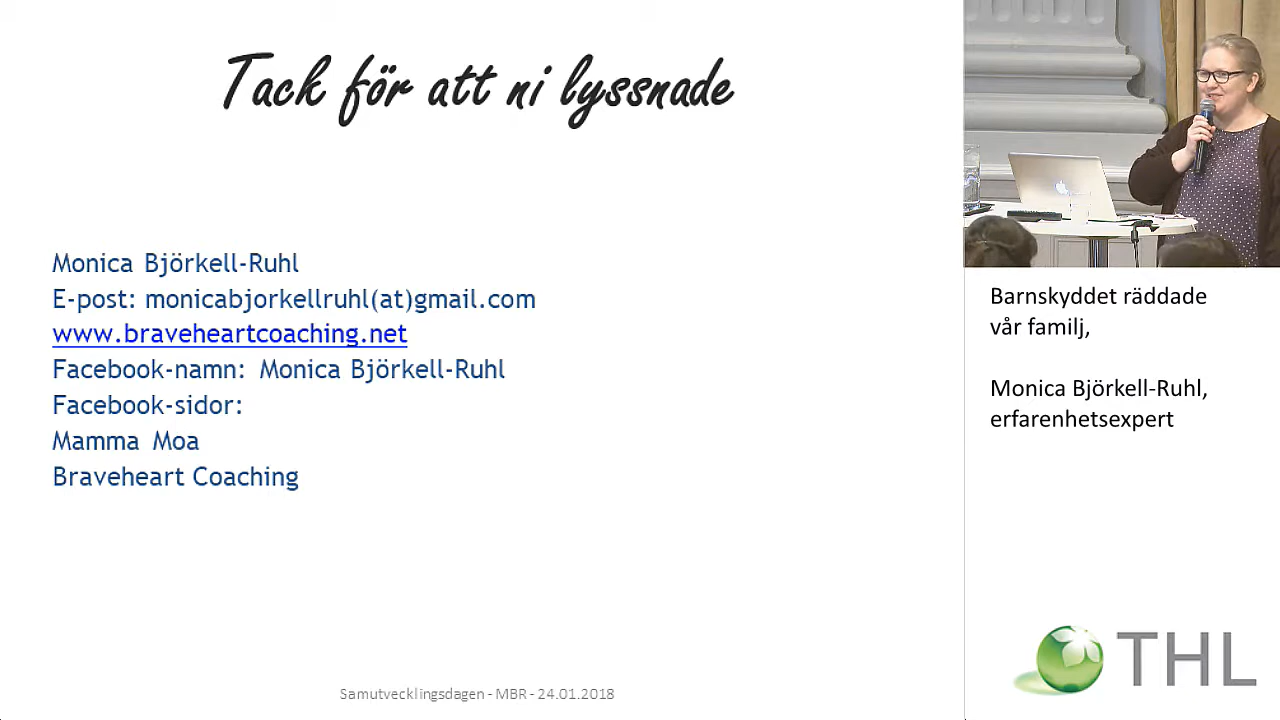 Tack för att ni lyssnade
Monica Björkell-Ruhl
E-post: monicabjorkellruhl(at)gmail.com
www.braveheartcoaching.net
Facebook-namn: Monica Björkell-Ruhl
Facebook-sidor:
Mamma Moa
Braveheart Coaching
Samutvecklingsdagen - MBR - 24.01.2018
Barnskyddet räddade
vår familj,
Monica Björkell-Ruhl,
erfarenhetsexpert
THL